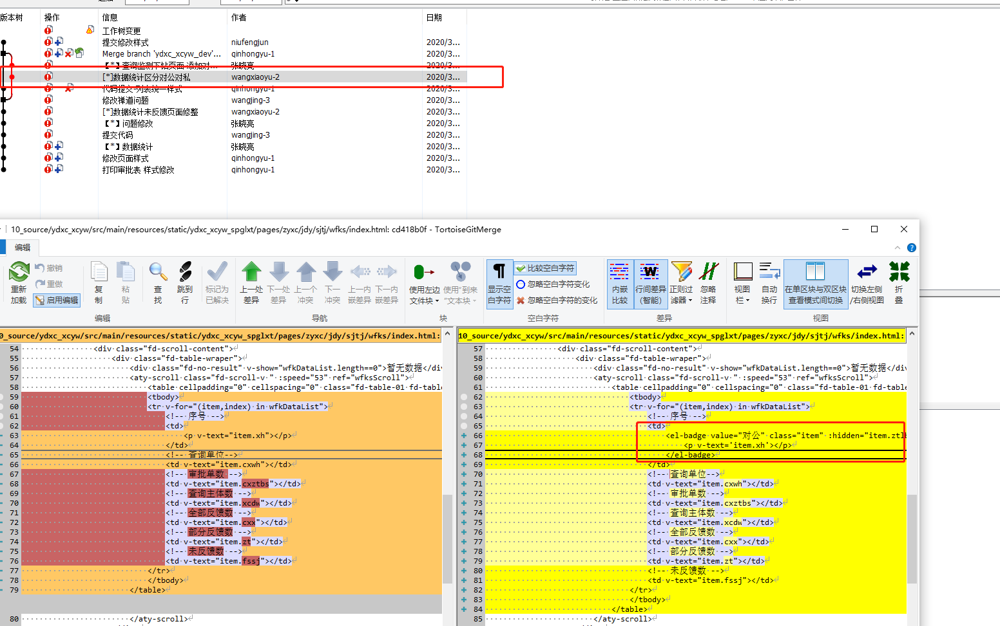 版本树 操作 信息 作者 日期
工作树变更
提交修改样式 niufengjun 2020/3...
Merge branch 'ydxc_xcyw_dev'... qinhongyu-1 2020/3...
【*】查询监测下钻页面 添加对... 张晓亮 2020/3...
[*]数据统计区分对公对私 wangxiaoyu-2 2020/3...
代码提交-列表统一样式 qinhongyu-1 2020/3...
修改禅道问题 wangjing-3 2020/3...
[*]数据统计未反馈页面修整 wangxiaoyu-2 2020/3...
【*】问题修改 张晓亮 2020/3...
提交代码 wangjing-3 2020/3...
【*】数据统计 张晓亮 2020/3...
修改页面样式 qinhongyu-1 2020/3...
打印审批表 样式修改 qinhongyu-1 2020/3...
10_source/ydxc_xcyw/src/main/resources/static/ydxc_xcyw_spglxt/pages/zyxc/jdy/sjtj/wfks/index.html: cd418b0f - TortoiseGitMerge
编辑
重新加载 撤销 重做 启用编辑 复制 粘贴 查找 跳到行 标记为已解决 上一处差异 下一处差异 上一个冲突 下一冲突 上一内嵌差异 下一内嵌差异 使用左边文件块 使用"到来"文本块 显示空白字符 比较空白字符 忽略空白字符变化 忽略空白字符的变化 内嵌比较 行间差异(智能) 正则过滤器 忽略注释 视图栏 自动换行 在单区块与双区块查看模式间切换 切换左侧/右侧视图 折叠
编辑 导航 块 空白字符 差异 视图
0_source/ydxc_xcyw/src/main/resources/static/ydxc_xcyw_spglxt/pages/zyxc/jdy/sjtj/wfks/index.html:
54 <div class="fd-scroll-content">
55 <div class="fd-table-wraper">
56 <div class="fd-no-result" v-show="wfkDataList.length==0">暂无数据</div
57 <aty-scroll class="fd-scroll-v " :speed="53" ref="wfksScroll">
58 <table cellpadding="0" cellspacing="0" class="fd-table-01 fd-table
59 <tbody>
60 <tr v-for="(item,index) in wfkDataList">
61 <!-- 序号 -->
62 <td>
63 <p v-text="item.xh"></p>
64 </td>
65 <!-- 查询单位-->
66 <td v-text="item.cxwh"></td>
67 <!-- 审批单数 -->
68 <td v-text="item.cxztbs"></td>
69 <!-- 查询主体数 -->
70 <td v-text="item.xcdw"></td>
71 <!-- 全部反馈数 -->
72 <td v-text="item.cxx"></td>
73 <!-- 部分反馈数 -->
74 <td v-text="item.zt"></td>
75 <!-- 未反馈数 -->
76 <td v-text="item.fssj"></td>
77 </tr>
78 </tbody>
79 </table>
80 </aty-scroll>
10_source/ydxc_xcyw/src/main/resources/static/ydxc_xcyw_spglxt/pages/zyxc/jdy/sjtj/wfks/index.html:
57 <div class="fd-scroll-content">
58 <div class="fd-table-wraper">
59 <div class="fd-no-result" v-show="wfkDataList.length==0">暂无数据</di
60 <aty-scroll class="fd-scroll-v " :speed="53" ref="wfksScroll">
61 <table cellpadding="0" cellspacing="0" class="fd-table-01 fd-table
62 <tbody>
63 <tr v-for="(item,index) in wfkDataList">
64 <!-- 序号 -->
65 <td>
66 <el-badge value="对公" class="item" :hidden="item.ztl
67 <p v-text='item.xh'></p>
68 </el-badge>
69 </td>
70 <!-- 查询单位-->
71 <td v-text="item.cxwh"></td>
72 <!-- 审批单数 -->
73 <td v-text="item.cxztbs"></td>
74 <!-- 查询主体数 -->
75 <td v-text="item.xcdw"></td>
76 <!-- 全部反馈数 -->
77 <td v-text="item.cxx"></td>
78 <!-- 部分反馈数 -->
79 <td v-text="item.zt"></td>
80 <!-- 未反馈数 -->
81 <td v-text="item.fssj"></td>
82 </tr>
83 </tbody>
84 </table>
85 </aty-scroll>